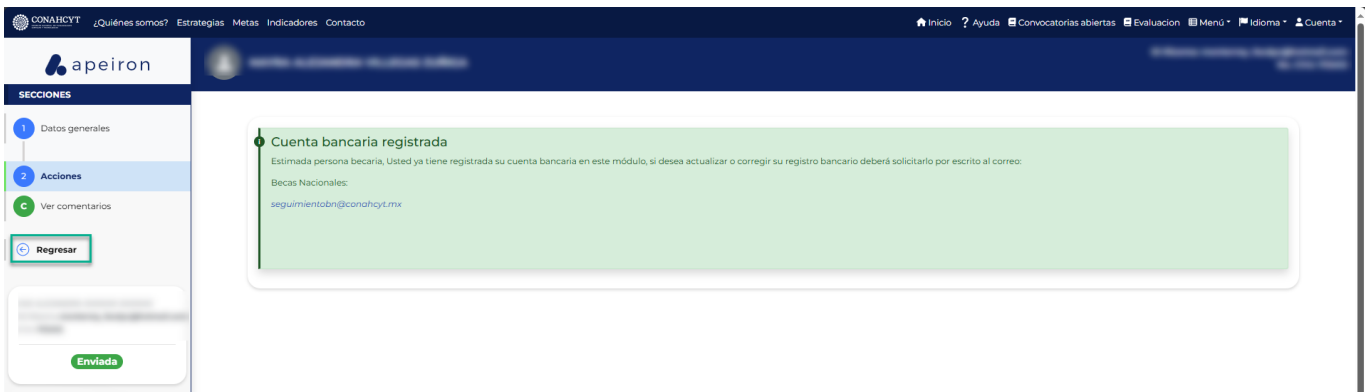 CONAHCYT ¿Quiénes somos? Estrategias Metas Indicadores Contacto Inicio ? Ayuda Convocatorias abiertas Evaluacion Menú Idioma Cuenta
apeiron
SECCIONES
1 Datos generales
2 Acciones
C Ver comentarios
Regresar
Enviada
Cuenta bancaria registrada
Estimada persona becaria, Usted ya tiene registrada su cuenta bancaria en este módulo, si desea actualizar o corregir su registro bancario deberá solicitarlo por escrito al correo:
Becas Nacionales:
seguimientobn@conahcyt.mx